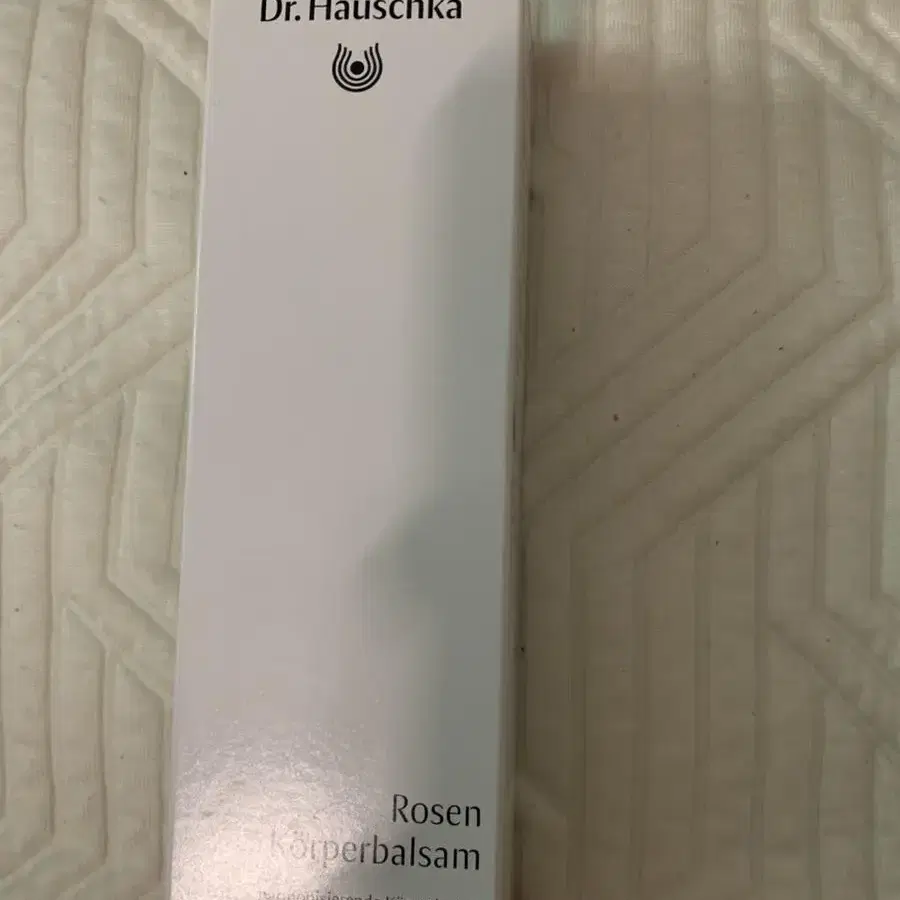 Dr. Hauschka
Rosen
Körperbalsam